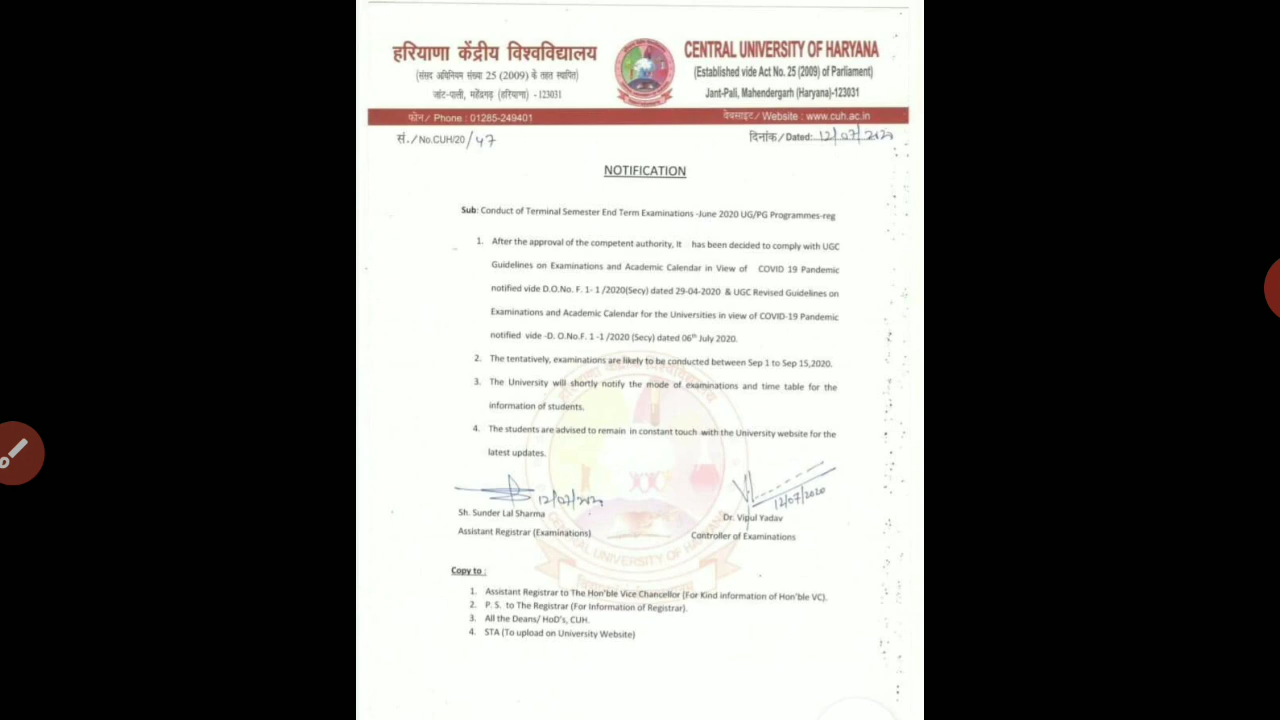 हरियाणा केंद्रीय विश्वविद्यालय
(संसद अधिनियम संख्या 25 (2009) के तहत स्थापित)
जांट-पाली, महेंद्रगढ़ (हरियाणा) - 123031
CENTRAL UNIVERSITY OF HARYANA
(Established vide Act No. 25 (2009) of Parliament)
Jant-Pali, Mahendergarh (Haryana)-123031
फोन/ Phone : 01285-249401
वेबसाइट/ Website : www.cuh.ac.in
सं./No.CUH/20/47
दिनांक/Dated: 12/07/2020
NOTIFICATION
Sub: Conduct of Terminal Semester End Term Examinations -June 2020 UG/PG Programmes-reg
1. After the approval of the competent authority, it has been decided to comply with UGC
Guidelines on Examinations and Academic Calendar in View of COVID 19 Pandemic
notified vide D.O.No. F. 1- 1 /2020(Secy) dated 29-04-2020 & UGC Revised Guidelines on
Examinations and Academic Calendar for the Universities in view of COVID-19 Pandemic
notified vide -D. O.No.F. 1 -1 /2020 (Secy) dated 06th July 2020.
2. The tentatively, examinations are likely to be conducted between Sep 1 to Sep 15,2020.
3. The University will shortly notify the mode of examinations and time table for the
information of students.
4. The students are advised to remain in constant touch with the University website for the
latest updates.
12/07/2020
12/07/2020
Sh. Sunder Lal Sharma
Assistant Registrar (Examinations)
Dr. Vipul Yadav
Controller of Examinations
CENTRAL UNIVERSITY OF
Copy to :
1. Assistant Registrar to The Hon'ble Vice Chancellor (For Kind information of Hon'ble VC).
2. P. S. to The Registrar (For Information of Registrar).
3. All the Deans/ HoD's, CUH.
4. STA (To upload on University Website)